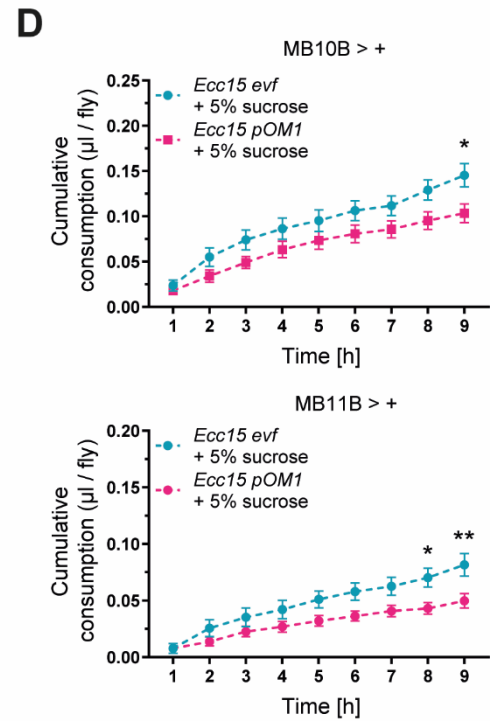 D
MB10B > +
Cumulative
consumption (µl / fly)
0.25
0.20
0.15
0.10
0.05
0.00
Ecc15 evf
+ 5% sucrose
Ecc15 pOM1
+ 5% sucrose
*
1 2 3 4 5 6 7 8 9
Time [h]
MB11B > +
Cumulative
consumption (µl / fly)
0.20
0.15
0.10
0.05
0.00
Ecc15 evf
+ 5% sucrose
Ecc15 pOM1
+ 5% sucrose
* **
1 2 3 4 5 6 7 8 9
Time [h]